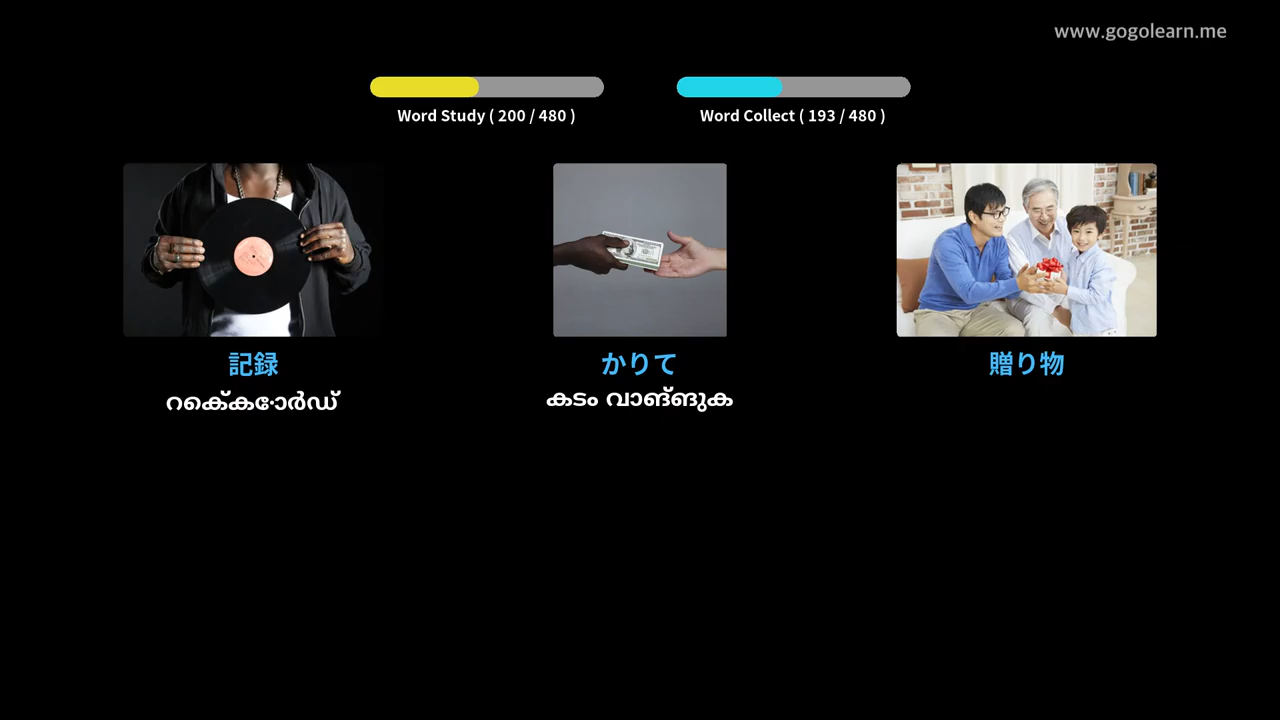 www.gogolearn.me
Word Study ( 200 / 480 )
Word Collect ( 193 / 480 )
記録
かりて
贈り物
റെക്കോർഡ്
കടം വാങ്ങുക